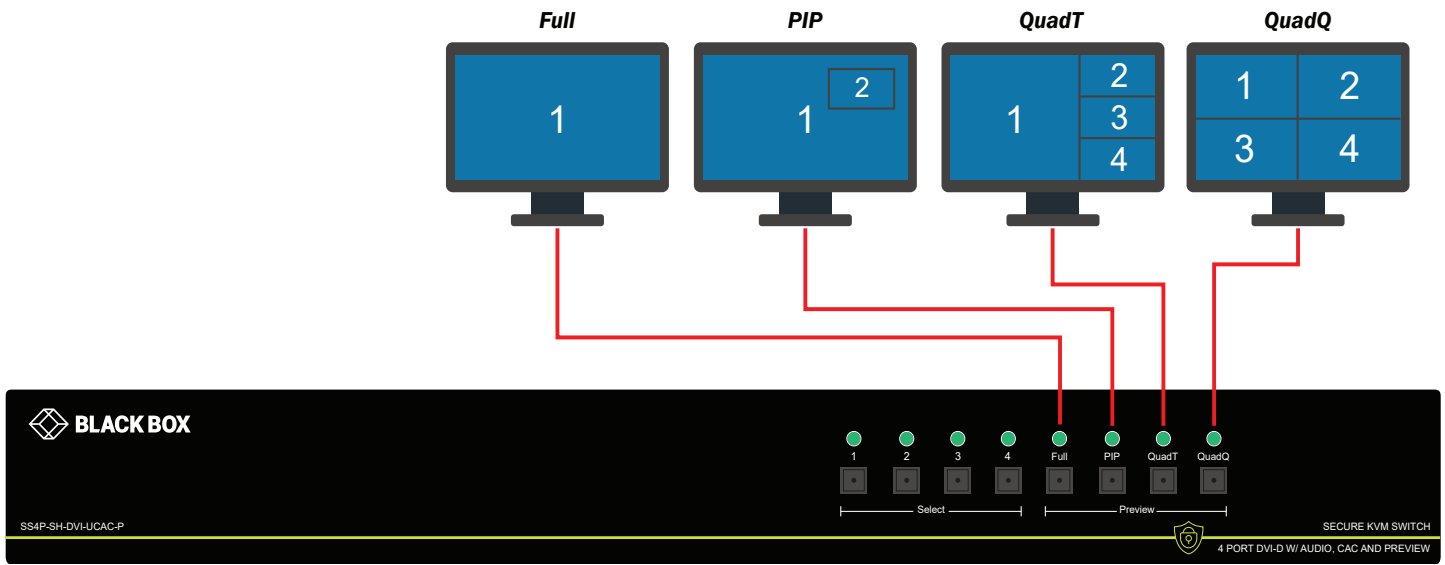 Full PIP QuadT QuadQ
1
1 2
1 2 3 4
1 2
3 4
BLACK BOX
1 2 3 4 Full PIP QuadT QuadQ
Select Preview
SS4P-SH-DVI-UCAC-P
SECURE KVM SWITCH
4 PORT DVI-D W/ AUDIO, CAC AND PREVIEW